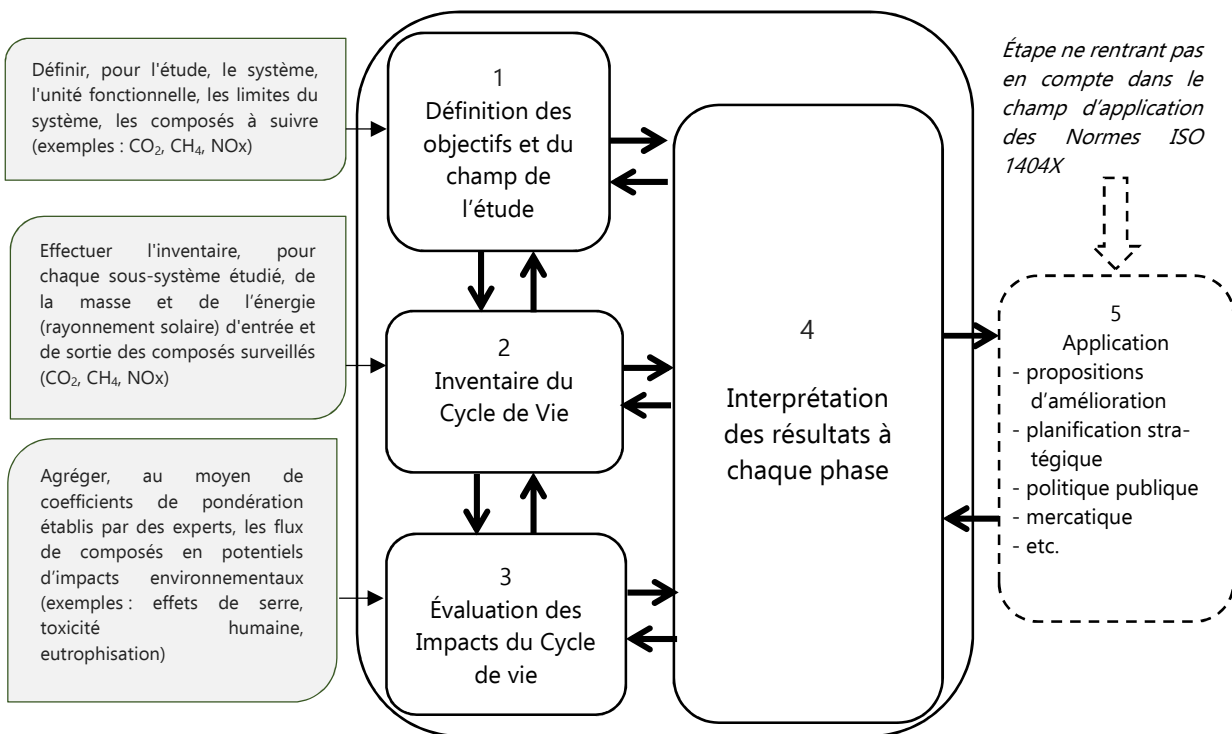 Définir, pour l'étude, le système,
l'unité fonctionnelle, les limites du
système, les composés à suivre
(exemples : CO₂, CH₄, NOx)
Effectuer l'inventaire, pour
chaque sous-système étudié, de
la masse et de l'énergie
(rayonnement solaire) d'entrée et
de sortie des composés surveillés
(CO₂, CH₄, NOx)
Agréger, au moyen de
coefficients de pondération
établis par des experts, les flux
de composés en potentiels
d'impacts environnementaux
(exemples : effets de serre,
toxicité humaine,
eutrophisation)
1
Définition des
objectifs et du
champ de
l'étude
2
Inventaire du
Cycle de Vie
3
Évaluation des
Impacts du Cycle
de vie
4
Interprétation
des résultats à
chaque phase
Étape ne rentrant pas
en compte dans le
champ d'application
des Normes ISO
1404X
5
Application
- propositions
d'amélioration
- planification stra-
tégique
- politique publique
- mercatique
- etc.